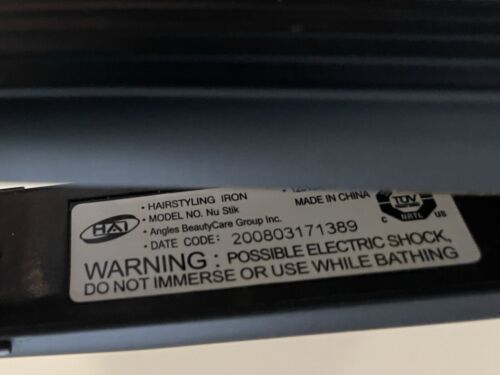 HAI
• HAIRSTYLING IRON
• MODEL NO. Nu Stik
• Angles BeautyCare Group Inc.
• DATE CODE: 200803171389
MADE IN CHINA
TÜV
C US
NRTL
WARNING : POSSIBLE ELECTRIC SHOCK,
DO NOT IMMERSE OR USE WHILE BATHING